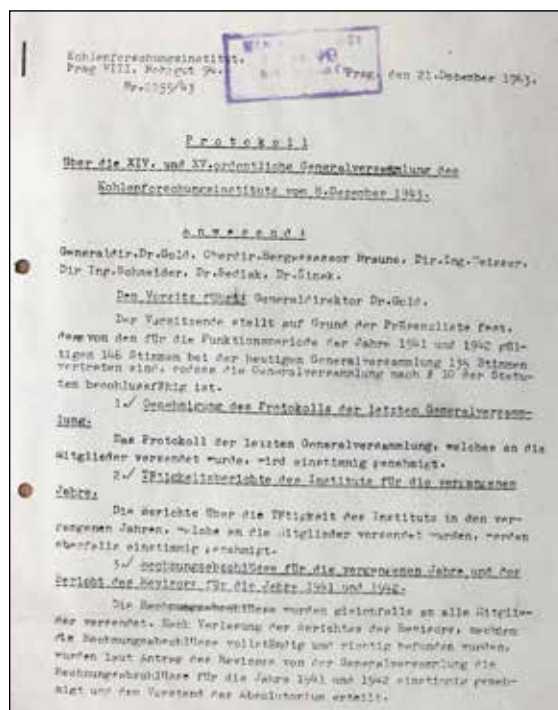 Kohlenforschungsinstitut.
Prag VIII. Rohrgut 94.
Prag, den 21.Dezember 1943.
Nr.1155/43
P r o t o k o l l
Über die XIV. und XV.ordentliche Generalversammlung des
Kohlenforschungsinstituts vom 8.Dezember 1943.
A n w e s e n d :
Generaldir.Dr.Gold, Oberdir.Bergassessor Braune, Dir.Ing.
Dir Ing.Schneider, Dr.Sedlak, Dr.Šimek.
Den Vorsitz führt: Generaldirektor Dr.Gold.
Der Vorsitzende stellt auf Grund der Präsenzliste fest,
dass von den für die Funktionsperiode der Jahre 1941 und 1942 gül-
tigen 146 Stimmen bei der heutigen Generalversammlung 134 Stimmen
vertreten sind, sodass die Generalversammlung nach § 10 der Statu-
ten beschlussfähig ist.
1./ Genehmigung des Protokolls der letzten Generalversamm-
lung.
Das Protokoll der letzten Generalversammlung, welches an die
Mitglieder versendet wurde, wird einstimmig genehmigt.
2./ Tätigkeitsberichte des Instituts für die vergangenen
Jahre.
Die Berichte über die Tätigkeit des Instituts in den ver-
gangenen Jahren, welche an die Mitglieder versendet wurden, werden
ebenfalls einstimmig genehmigt.
3./ Rechnungsabschlüsse für die vergangenen Jahre und der
Bericht des Revisors für die Jahre 1941 und 1942.
Die Rechnungsabschlüsse wurden gleichfalls an alle Mitglie-
der versendet. Nach Verlesung der Berichtes des Revisors, nachdem
die Rechnungsabschlüsse vollständig und richtig befunden wurden,
wurden laut Antrag des Revisors von der Generalversammlung die
Rechnungsabschlüsse für die Jahre 1941 und 1942 einstimmig geneh-
migt und dem Vorstand das Absolutorium erteilt.